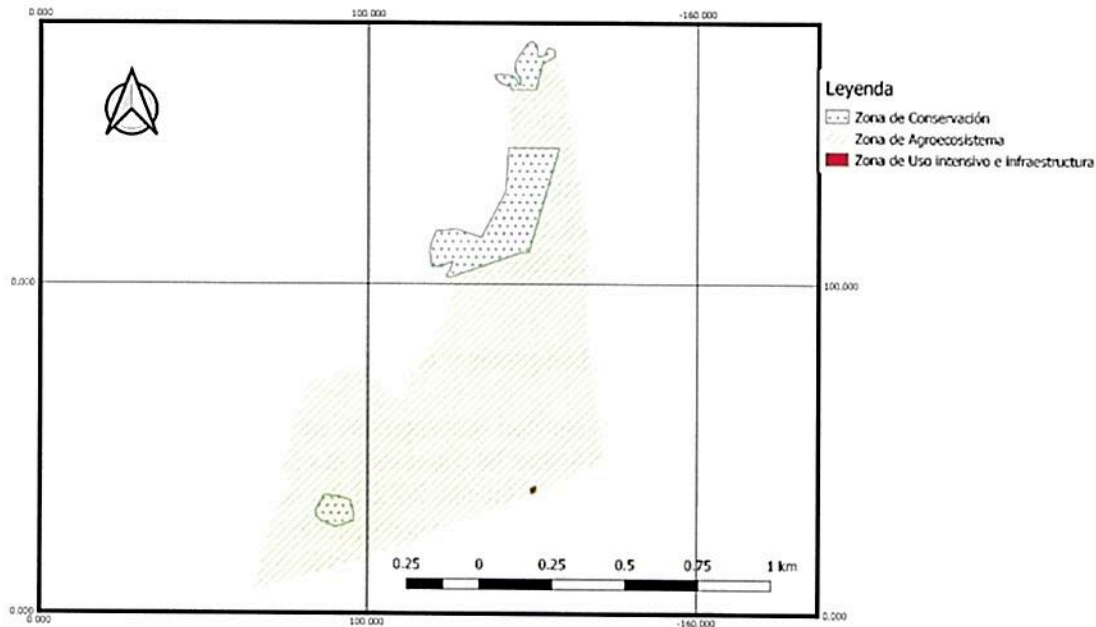 0.000
100.000
-160.000
Leyenda
Zona de Conservación
Zona de Agroecosistema
Zona de Uso intensivo e infraestructura
0.000
100.000
0.25 0 0.25 0.5 0.75 1 km
0.000
0.000
0.000
100.000
-160.000